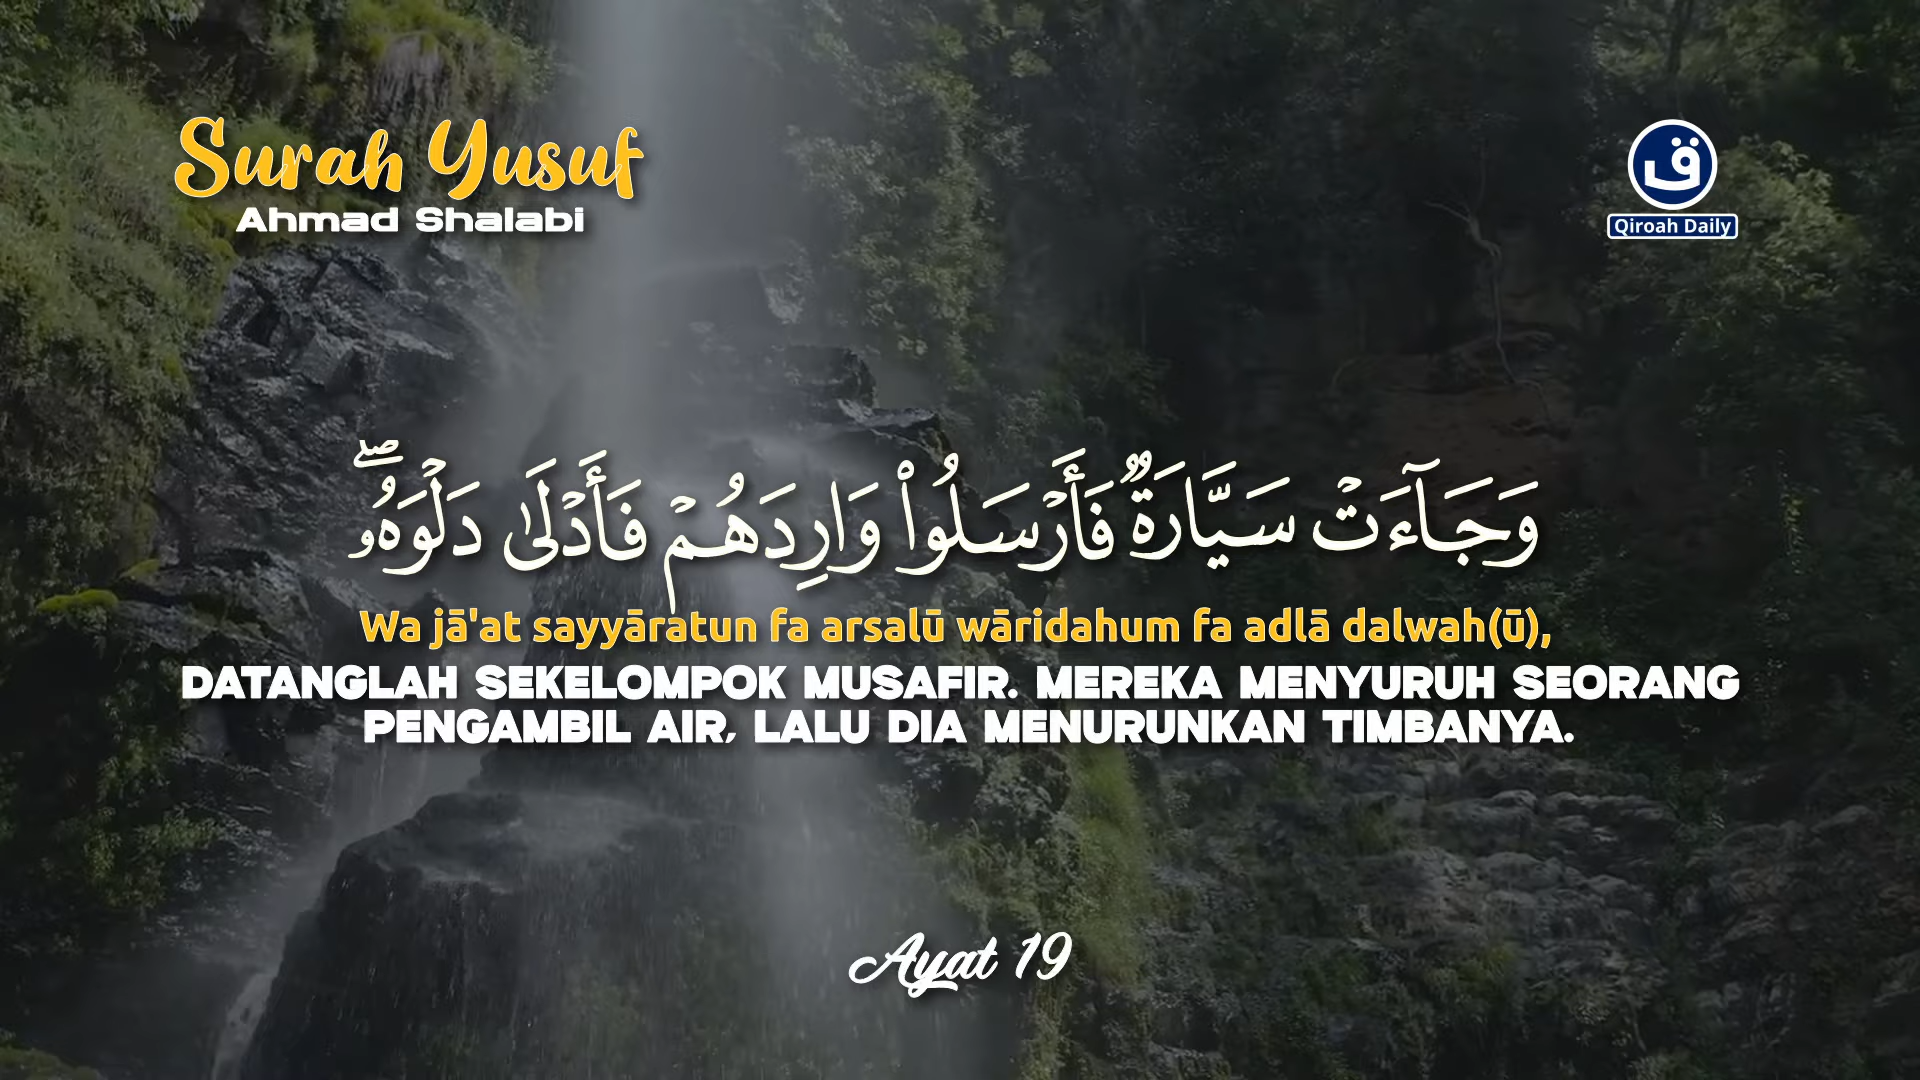 Surah Yusuf
Ahmad Shalabi
ق
Qiroah Daily
وَجَآءَتْ سَيَّارَةٌ فَأَرْسَلُوا۟ وَارِدَهُمْ فَأَدْلَىٰ دَلْوَهُۥ ۖ
Wa jā'at sayyāratun fa arsalū wāridahum fa adlā dalwah(ū),
DATANGLAH SEKELOMPOK MUSAFIR. MEREKA MENYURUH SEORANG
PENGAMBIL AIR, LALU DIA MENURUNKAN TIMBANYA.
Ayat 19